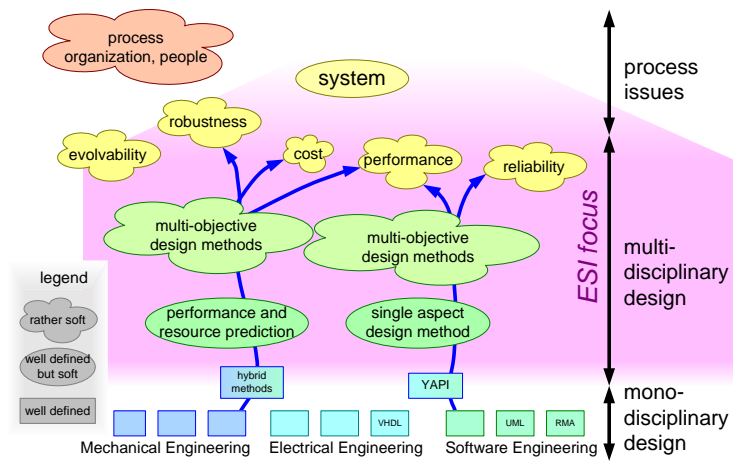 process
organization, people
system
process
issues
robustness
evolvability
cost
performance
reliability
multi-objective
design methods
multi-objective
design methods
ESI focus
multi-
disciplinary
design
legend
rather soft
well defined
but soft
well defined
performance and
resource prediction
single aspect
design method
hybrid
methods
YAPI
mono-
disciplinary
design
VHDL
UML
RMA
Mechanical Engineering
Electrical Engineering
Software Engineering